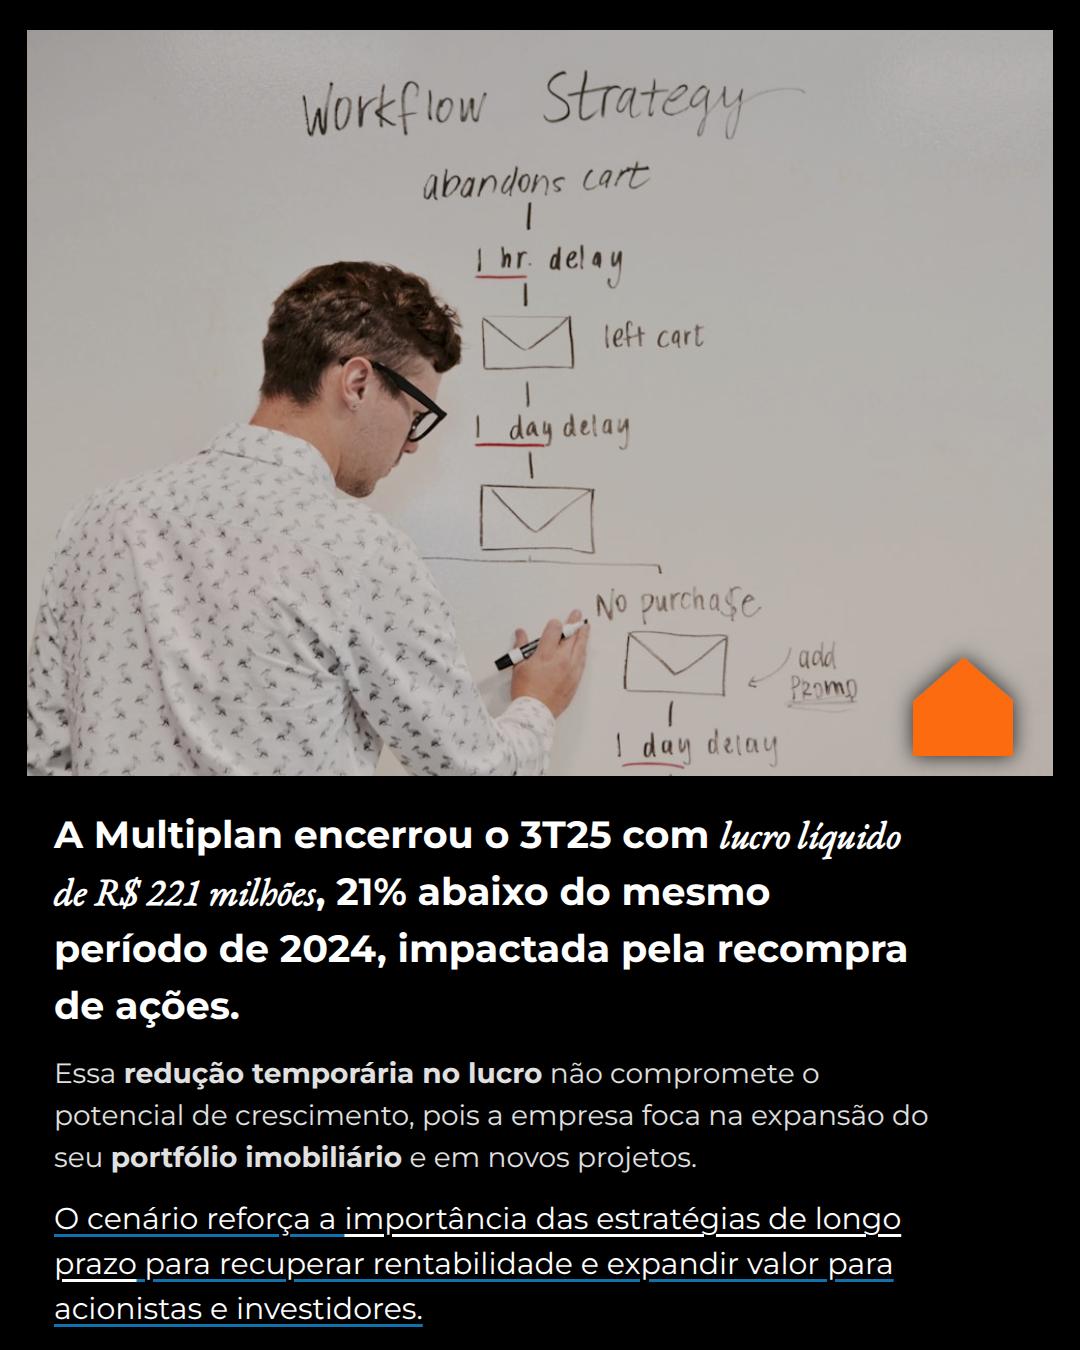 Workflow Strategy
abandons cart
1 hr. delay
left cart
1 day delay
No purchase
add
PROMO
1 day delay
A Multiplan encerrou o 3T25 com lucro líquido
de R$ 221 milhões, 21% abaixo do mesmo
período de 2024, impactada pela recompra
de ações.
Essa redução temporária no lucro não compromete o
potencial de crescimento, pois a empresa foca na expansão do
seu portfólio imobiliário e em novos projetos.
O cenário reforça a importância das estratégias de longo
prazo para recuperar rentabilidade e expandir valor para
acionistas e investidores.